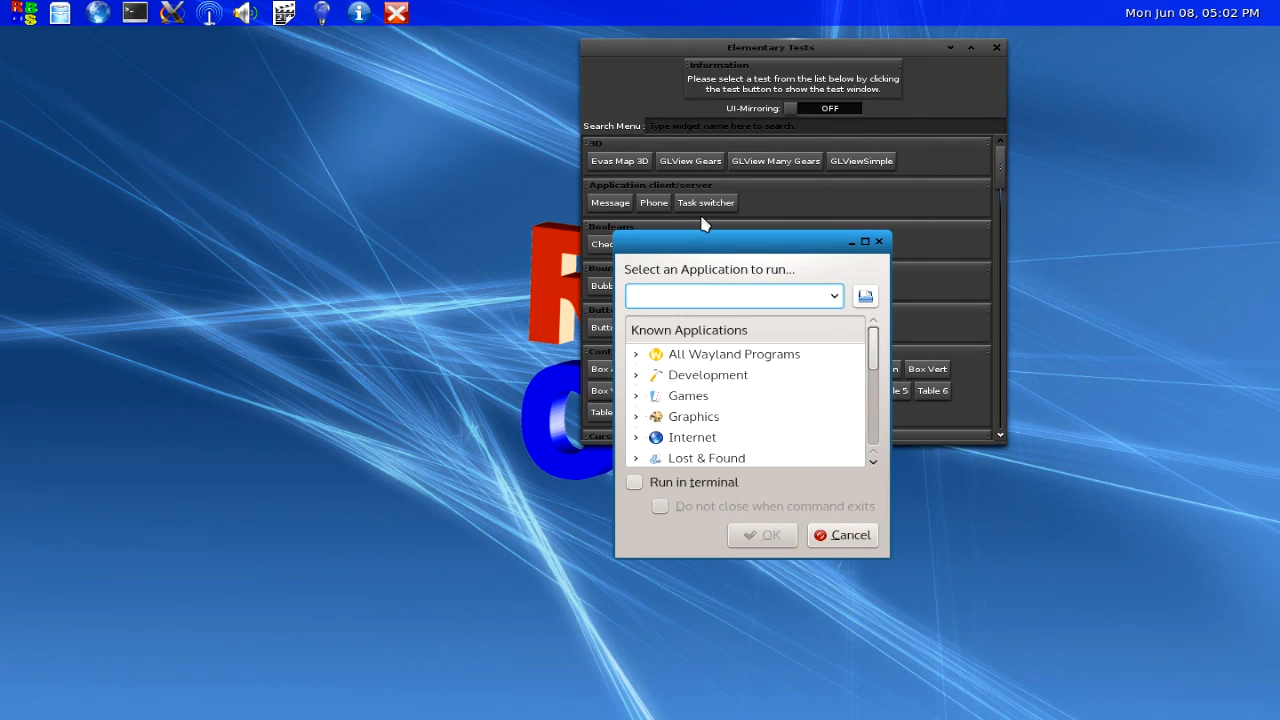 Mon Jun 08, 05:02 PM
Elementary Tests
Information
Please select a test from the list below by clicking
the test button to show the test window.
UI-Mirroring: OFF
Search Menu : Type widget name here to search.
3D
Evas Map 3D GLView Gears GLView Many Gears GLViewSimple
Application client/server
Message Phone Task switcher
Booleans
Select an Application to run...
Known Applications
All Wayland Programs
Development
Games
Graphics
Internet
Lost & Found
Box Vert
Table 6
Run in terminal
Do not close when command exits
OK Cancel